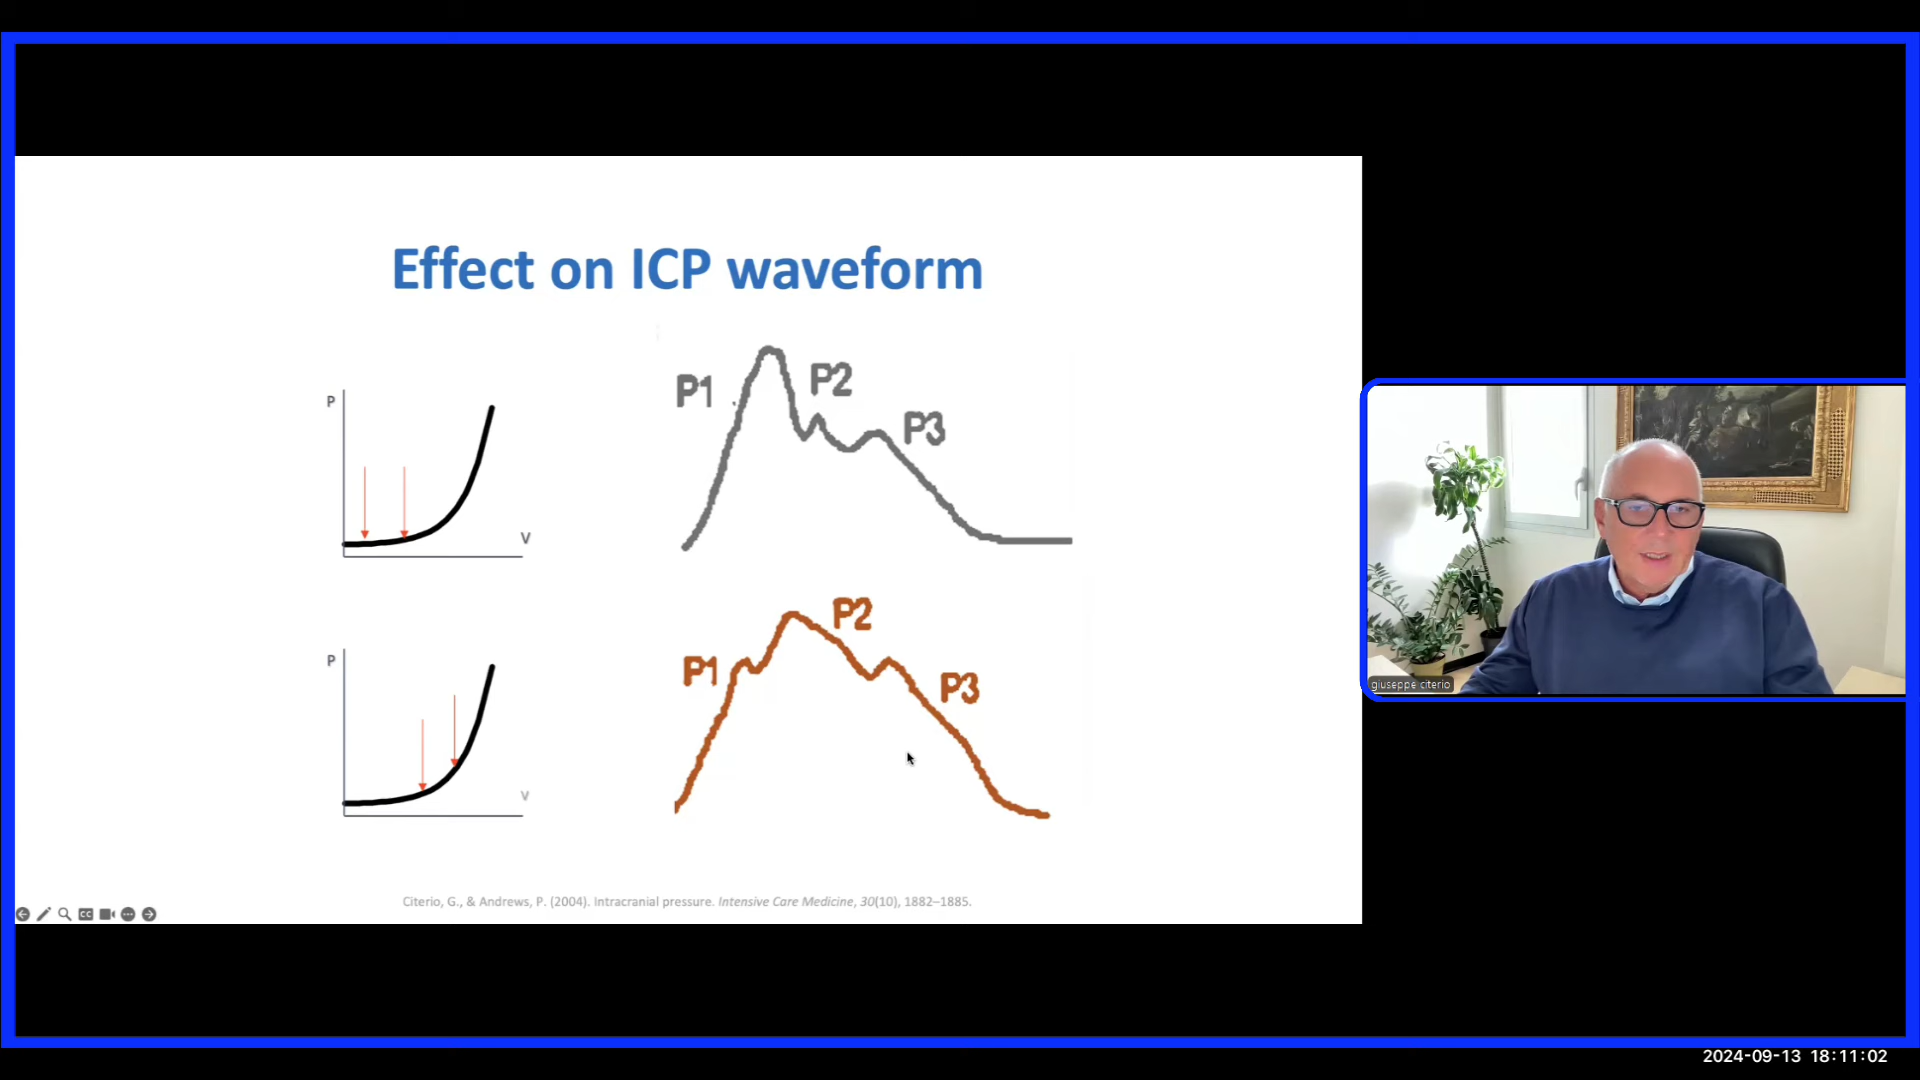 Effect on ICP waveform
P
V
P1
P2
P3
P
V
P1
P2
P3
Citerio, G., & Andrews, P. (2004). Intracranial pressure. Intensive Care Medicine, 30(10), 1882–1885.
CC
giuseppe citerio
2024-09-13 18:11:02